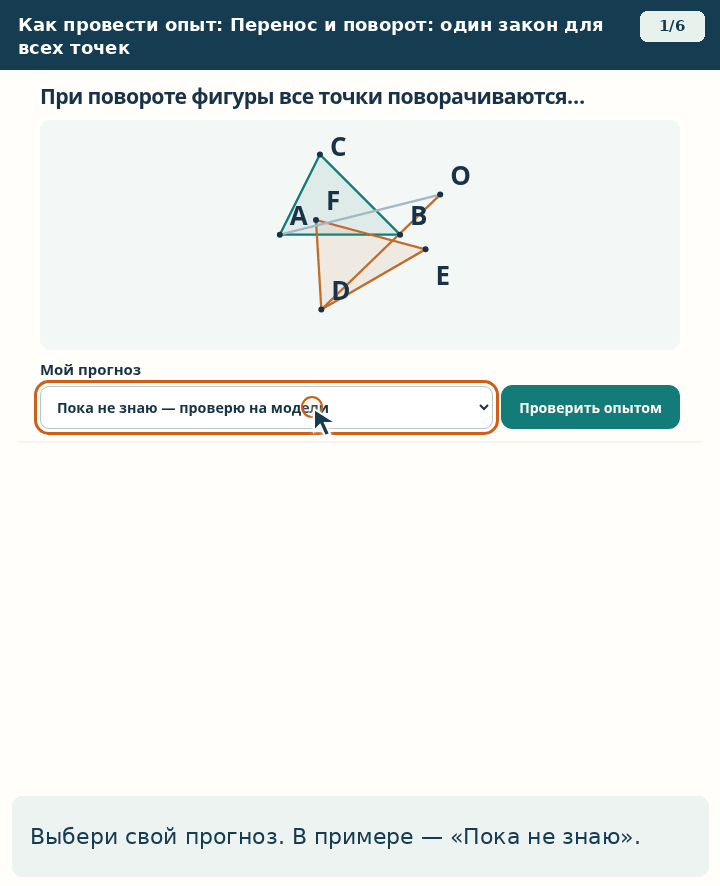 Как провести опыт: Перенос и поворот: один закон для
всех точек
1/6
При повороте фигуры все точки поворачиваются…
C
O
F
A
B
E
D
Мой прогноз
Пока не знаю — проверю на модели
Проверить опытом
Выбери свой прогноз. В примере — «Пока не знаю».